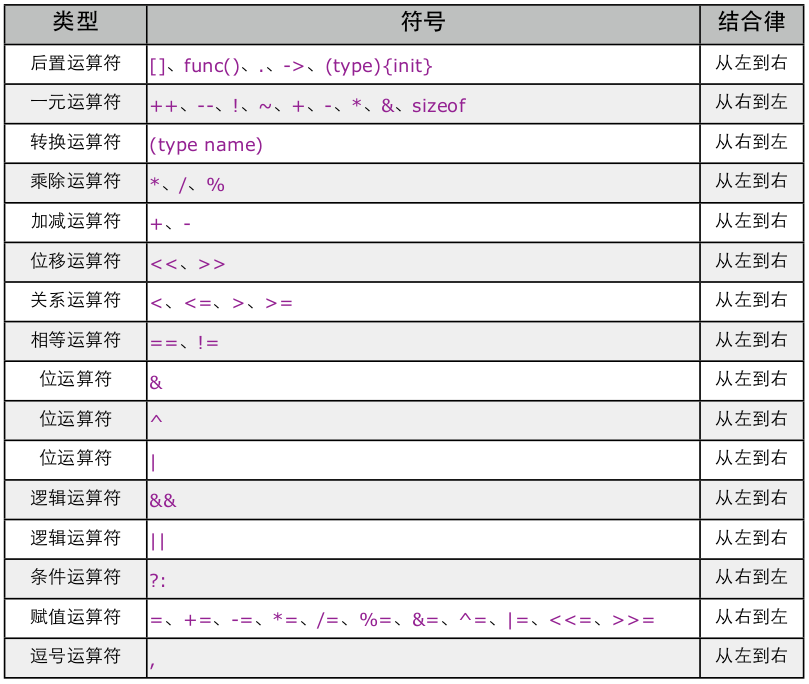 类型 符号 结合律
后置运算符 []、func()、.、->、(type){init} 从左到右
一元运算符 ++、--、!、~、+、-、*、&、sizeof 从右到左
转换运算符 (type name) 从右到左
乘除运算符 *、/、% 从左到右
加减运算符 +、- 从左到右
位移运算符 <<、>> 从左到右
关系运算符 <、<=、>、>= 从左到右
相等运算符 ==、!= 从左到右
位运算符 & 从左到右
位运算符 ^ 从左到右
位运算符 | 从左到右
逻辑运算符 && 从左到右
逻辑运算符 || 从左到右
条件运算符 ?: 从右到左
赋值运算符 =、+=、-=、*=、/=、%=、&=、^=、|=、<<=、>>= 从右到左
逗号运算符 , 从左到右